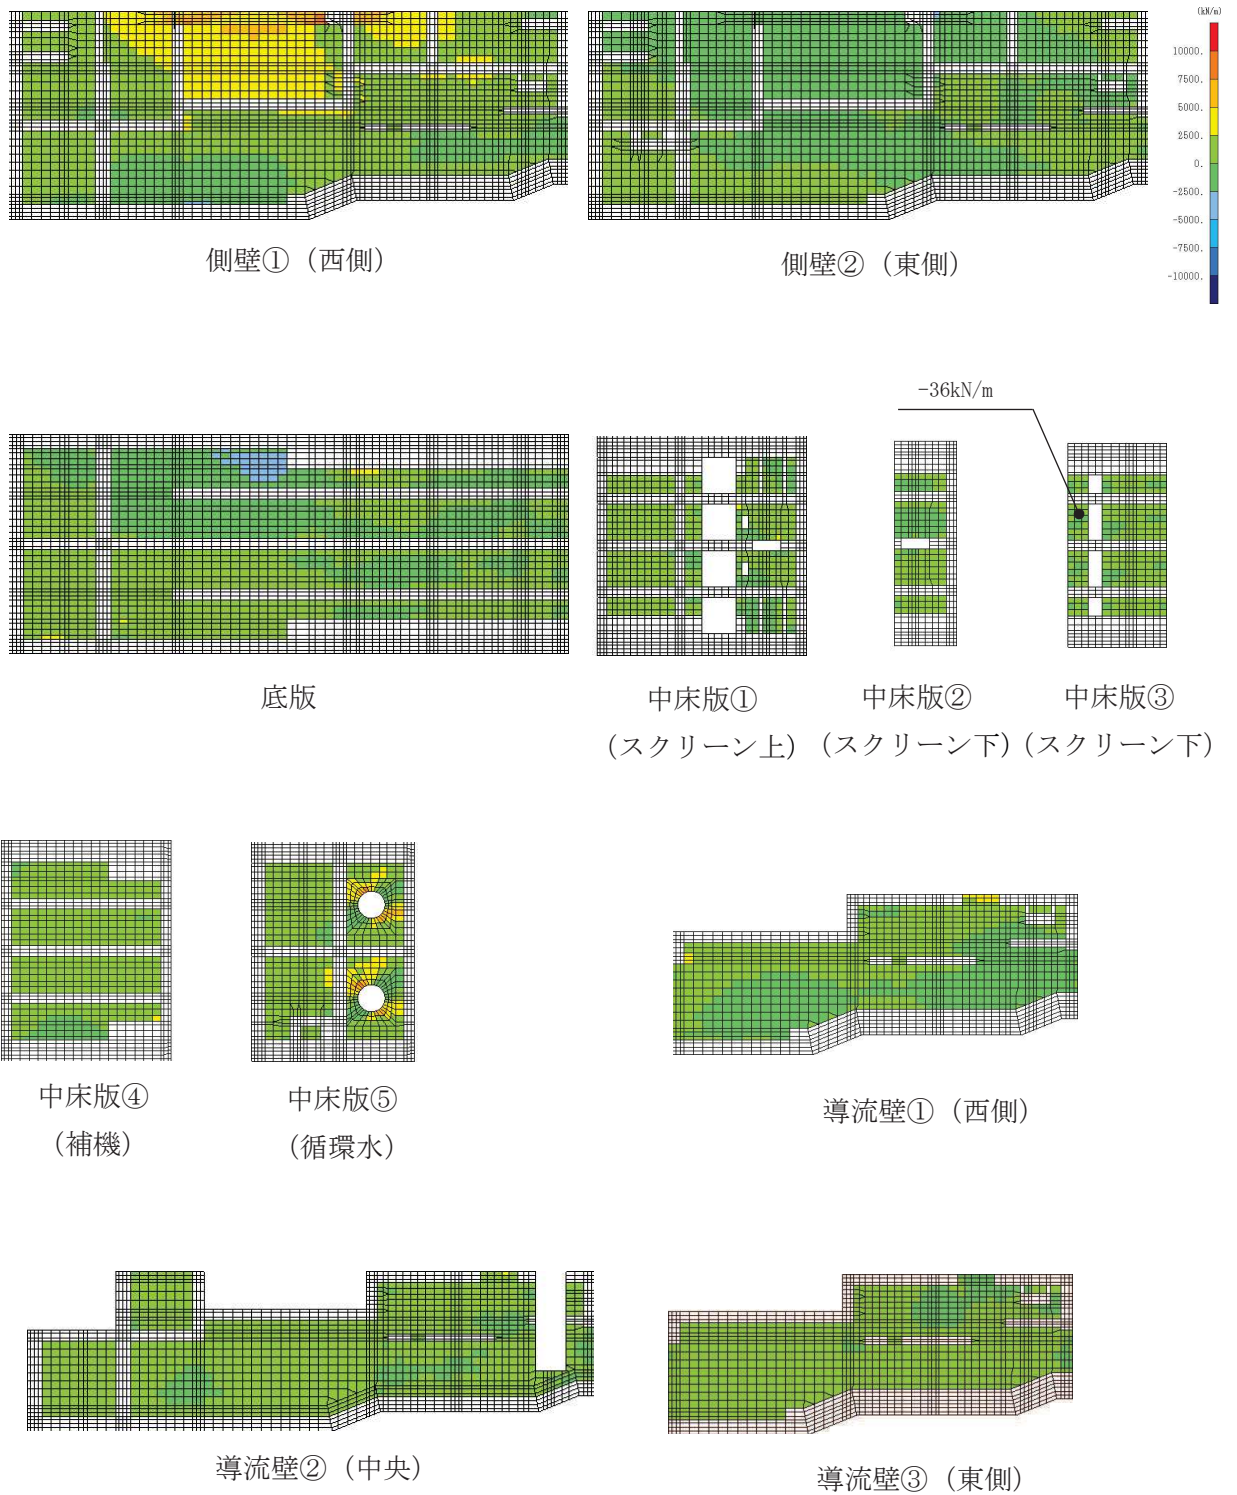 (kN/m)
10000.
7500.
5000.
2500.
0.
-2500.
-5000.
-7500.
-10000.
側壁①（西側）
側壁②（東側）
-36kN/m
底版
中床版①
（スクリーン上）
中床版②
（スクリーン下）
中床版③
（スクリーン下）
中床版④
（補機）
中床版⑤
（循環水）
導流壁①（西側）
導流壁②（中央）
導流壁③（東側）